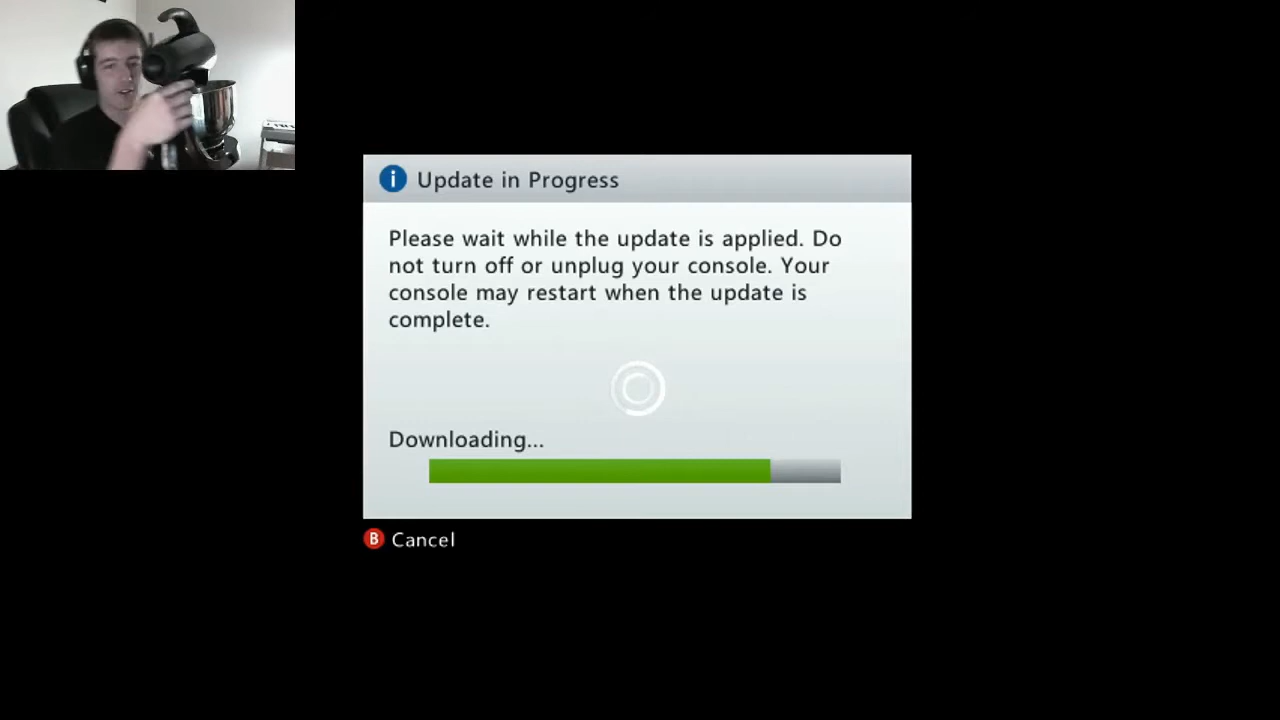 i Update in Progress
Please wait while the update is applied. Do
not turn off or unplug your console. Your
console may restart when the update is
complete.
Downloading...
B Cancel